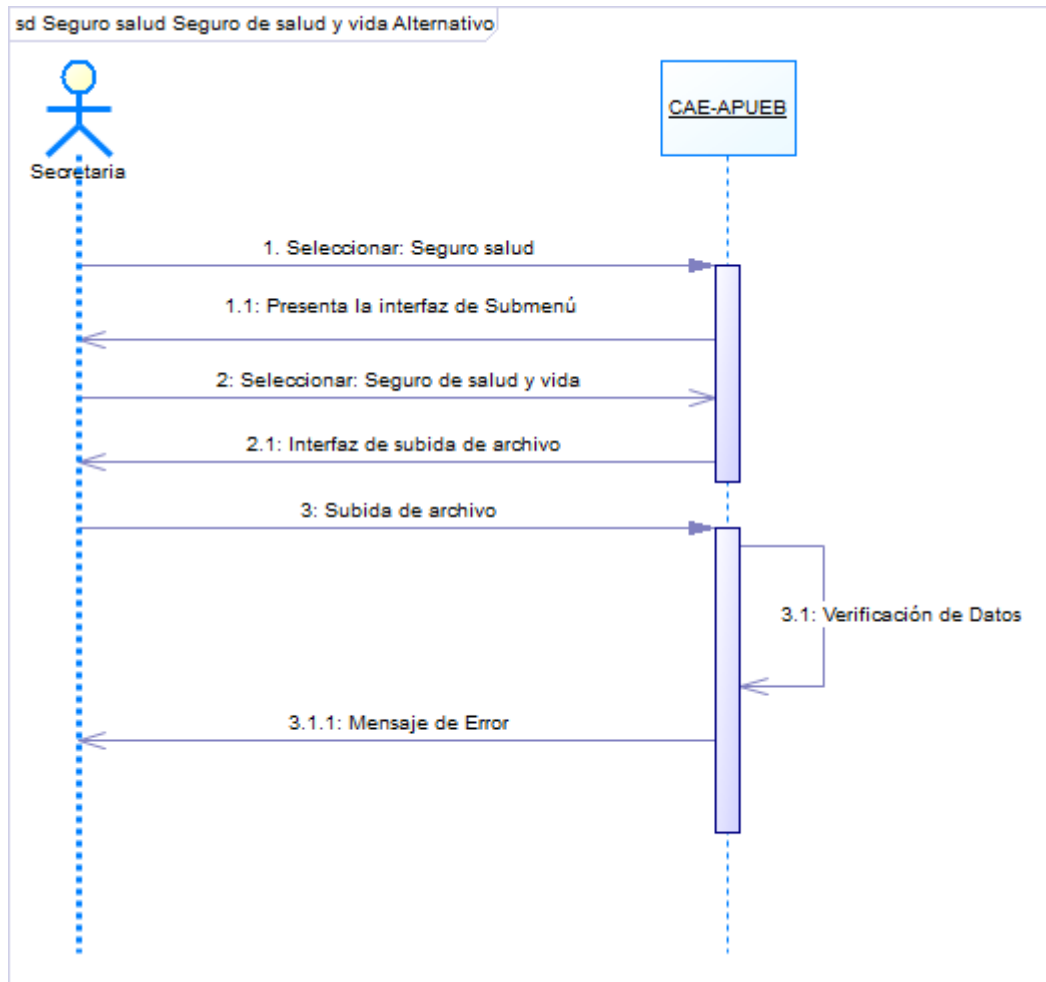 sd Seguro salud Seguro de salud y vida Alternativo
CAE-APUEB
Secretaria
1. Seleccionar: Seguro salud
1.1: Presenta la interfaz de Submenú
2: Seleccionar: Seguro de salud y vida
2.1: Interfaz de subida de archivo
3: Subida de archivo
3.1: Verificación de Datos
3.1.1: Mensaje de Error